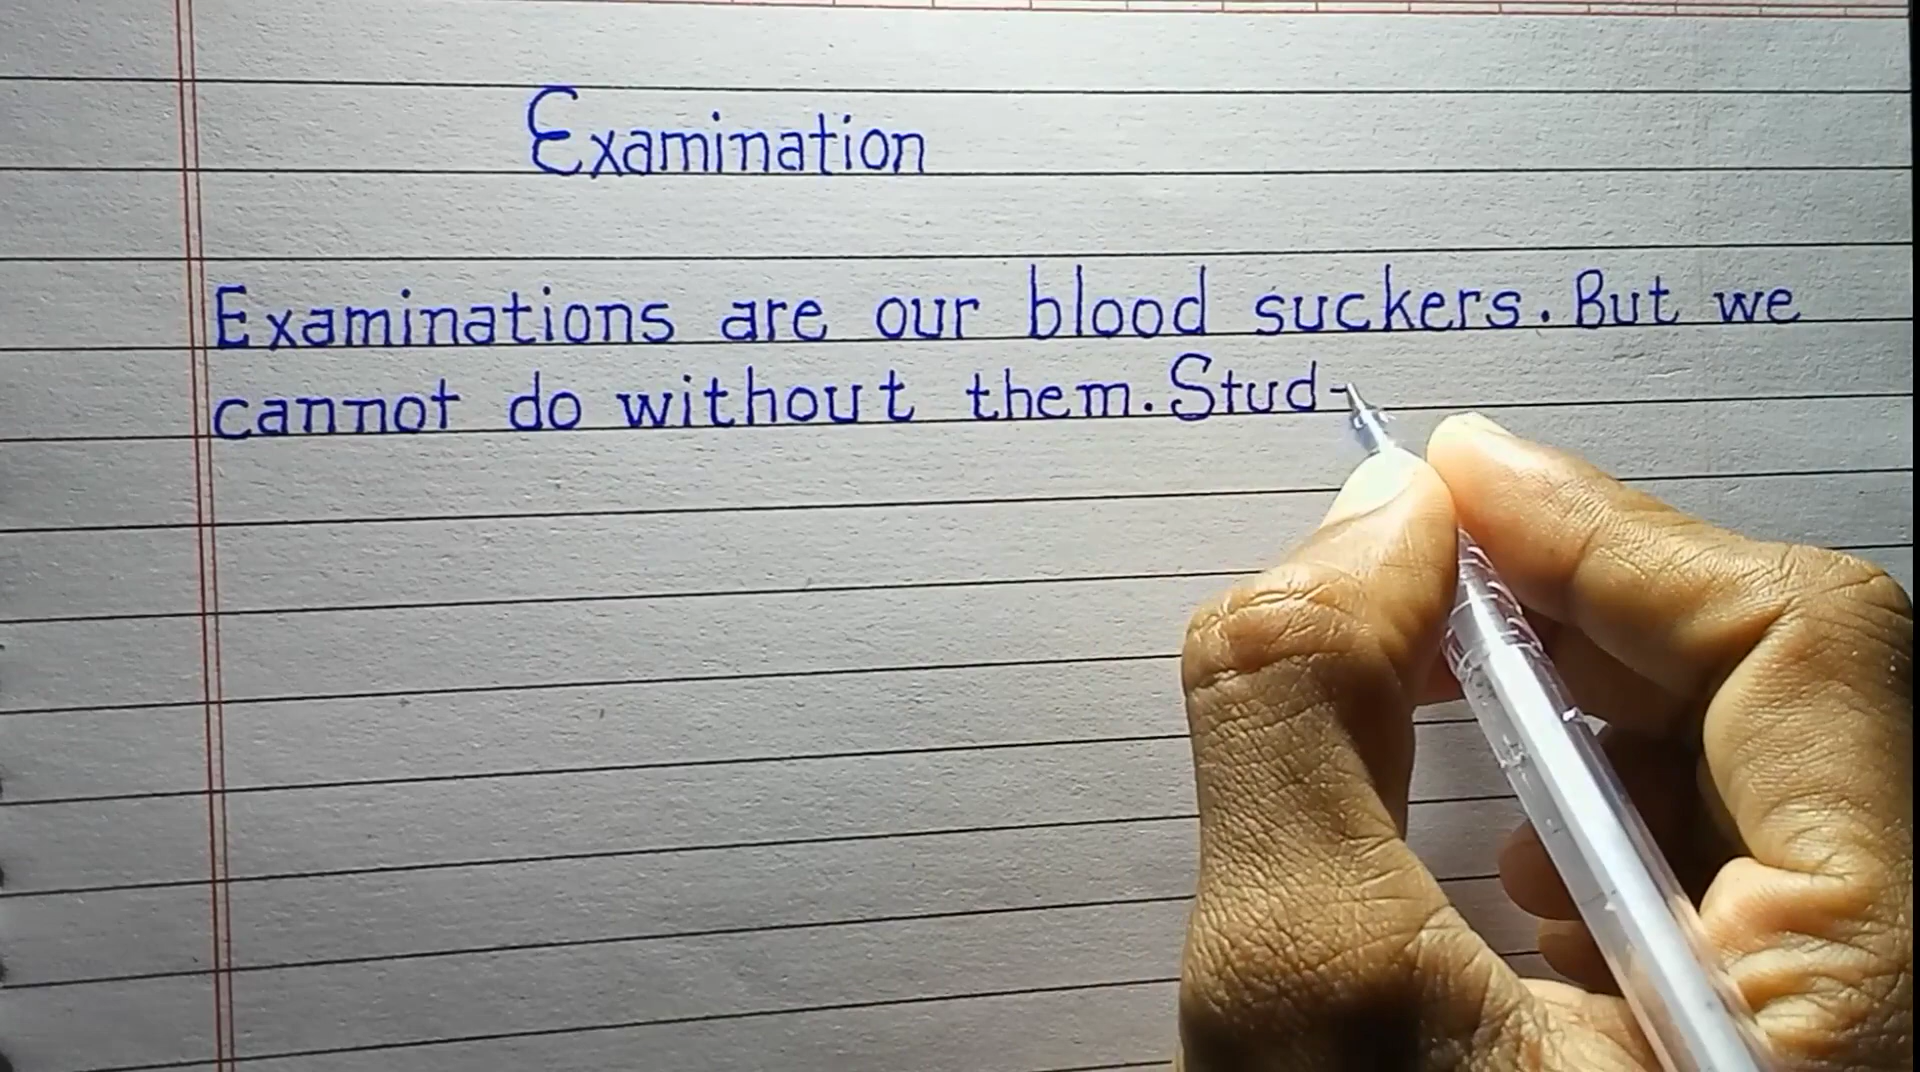 Examination
Examinations are our blood suckers. But we
cannot do without them. Stud-